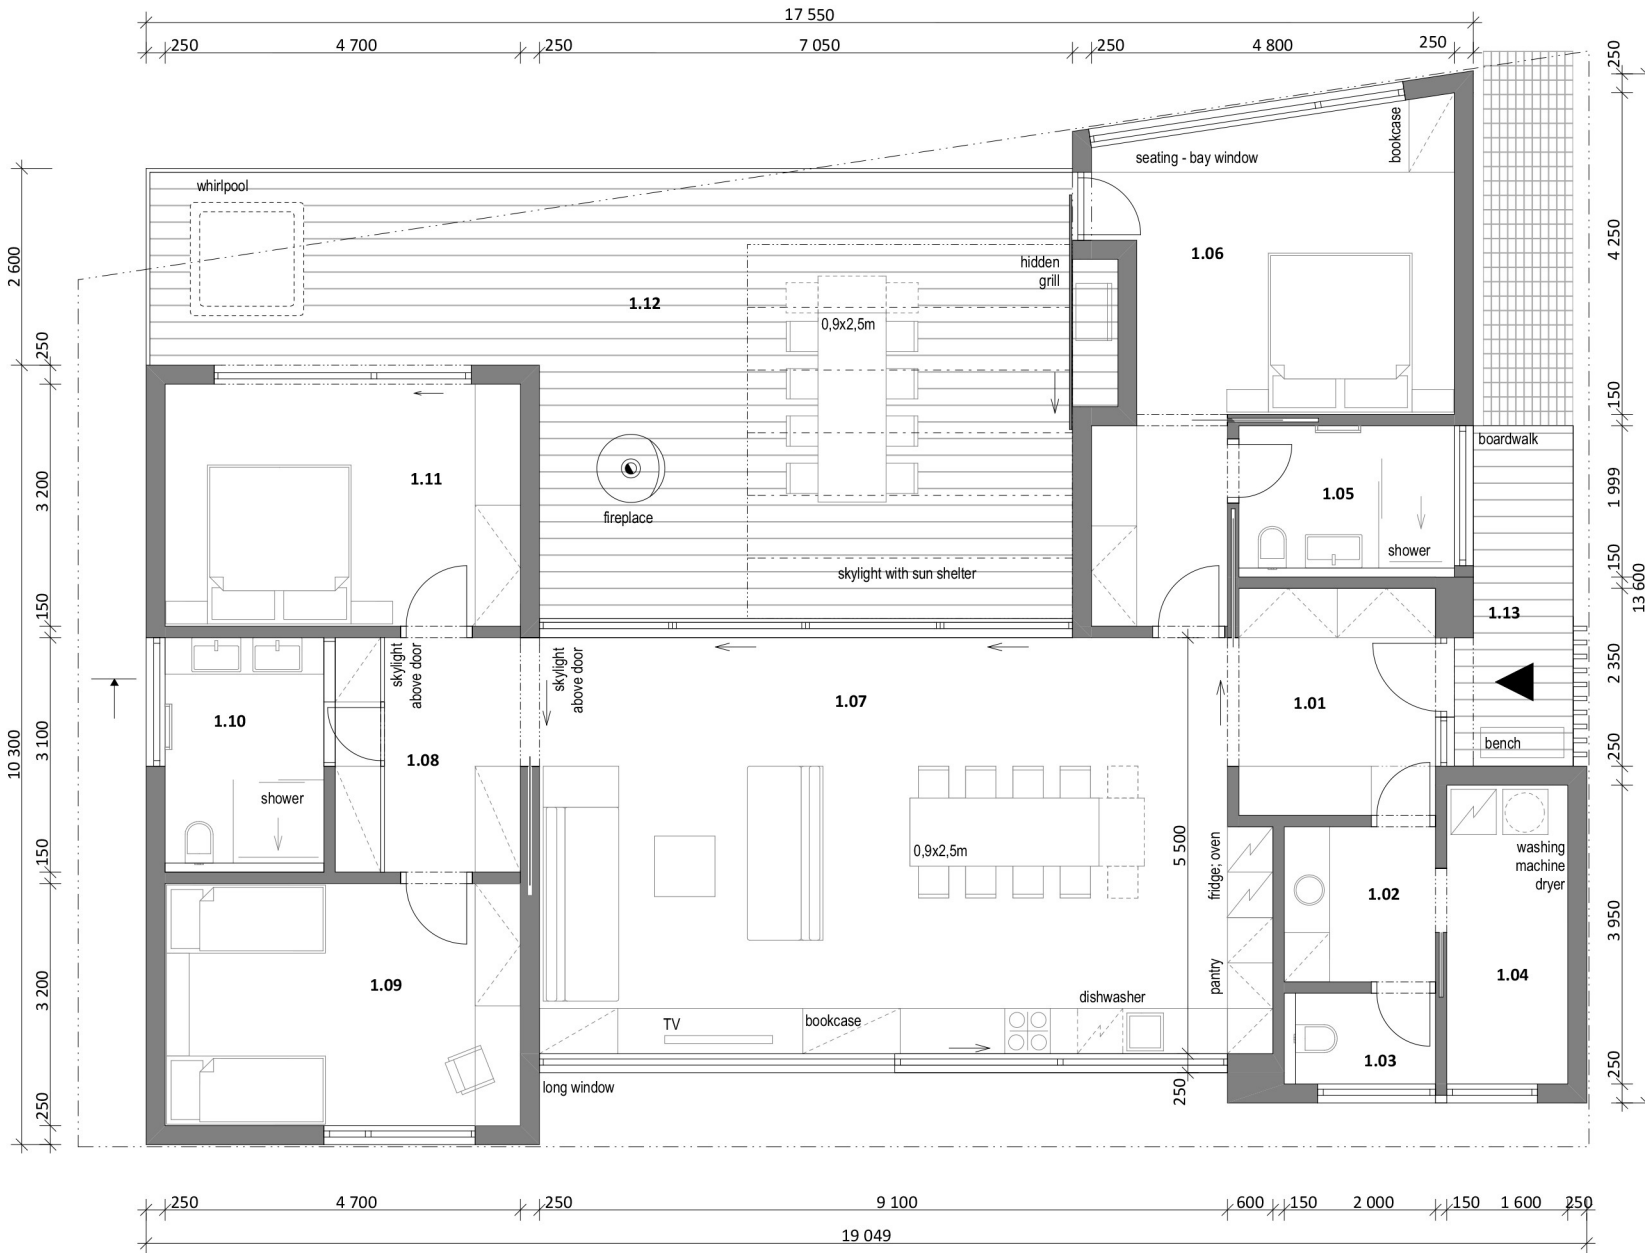 17 550
250
4 700
250
7 050
250
4 800
250
250
whirlpool
seating - bay window
bookcase
2 600
hidden
grill
1.06
4 250
1.12
0,9x2,5m
250
150
boardwalk
1.11
1.05
3 200
1 999
fireplace
shower
skylight with sun shelter
150
150
13 600
1.13
skylight
above door
skylight
above door
1.07
1.01
2 350
1.10
3 100
10 300
1.08
bench
250
shower
0,9x2,5m
5 500
fridge; oven
washing
machine
dryer
150
1.02
3 950
1.09
3 200
pantry
1.04
dishwasher
TV
bookcase
1.03
long window
250
250
250
250
4 700
250
9 100
600
150
2 000
150
1 600
250
19 049